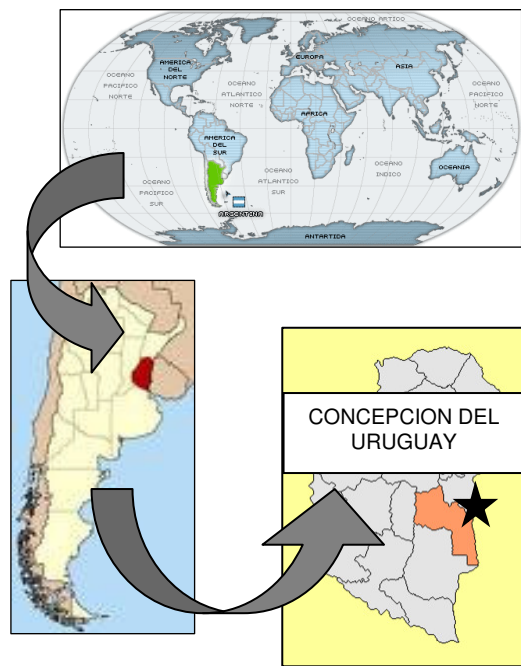 OCEANO ARTICO
EUROPA
AMERICA
DEL
NORTE
ASIA
OCEANO
PACIFICO
NORTE
OCEANO
ATLANTICO
NORTE
OCEANO
PACIFICO
NORTE
AFRICA
AMERICA
DEL
SUR
OCEANIA
OCEANO
PACIFICO
SUR
OCEANO
ATLANTICO
SUR
OCEANO
INDICO
ARGENTINA
ANTARTIDA
CONCEPCION DEL
URUGUAY